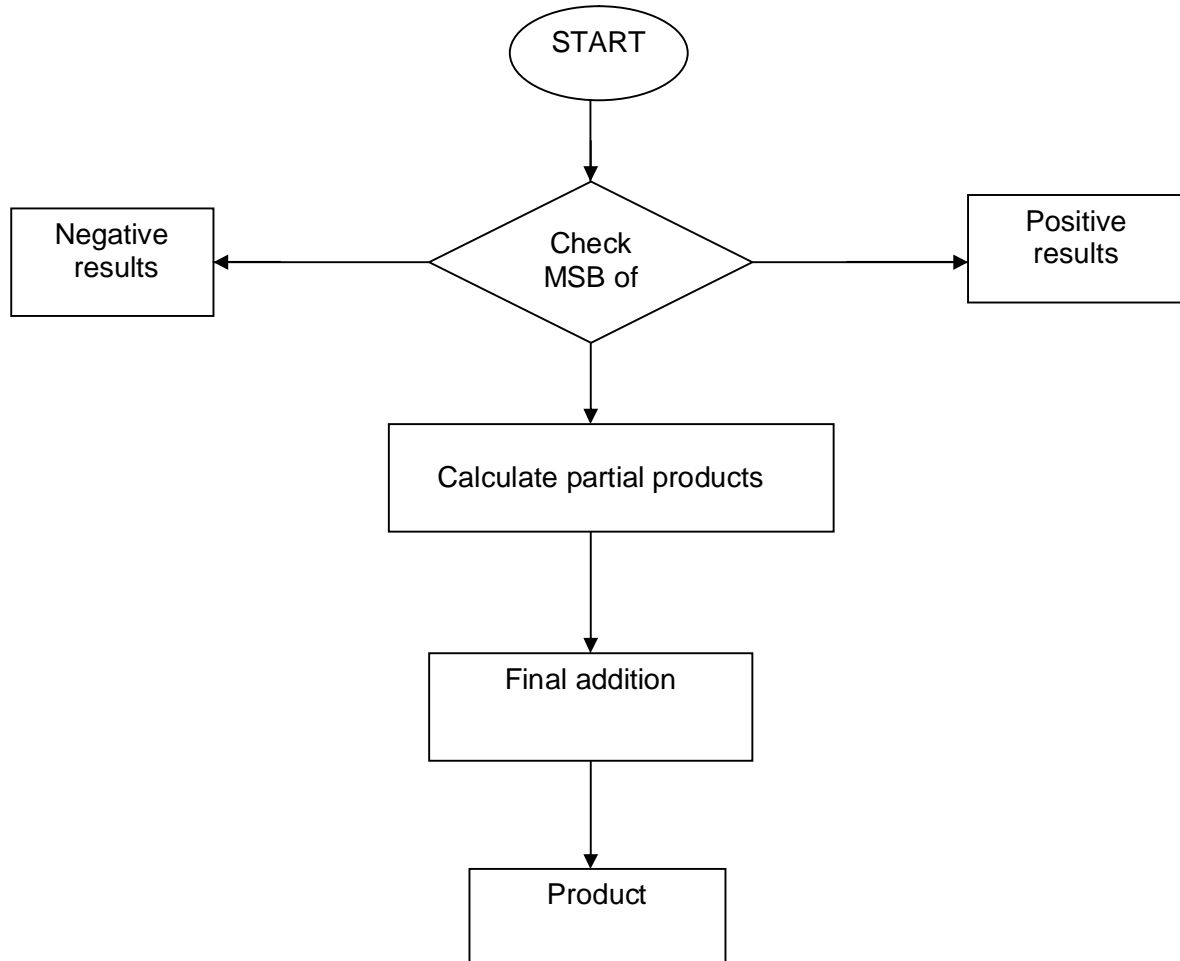 START
Negative
results
Check
MSB of
Positive
results
Calculate partial products
Final addition
Product